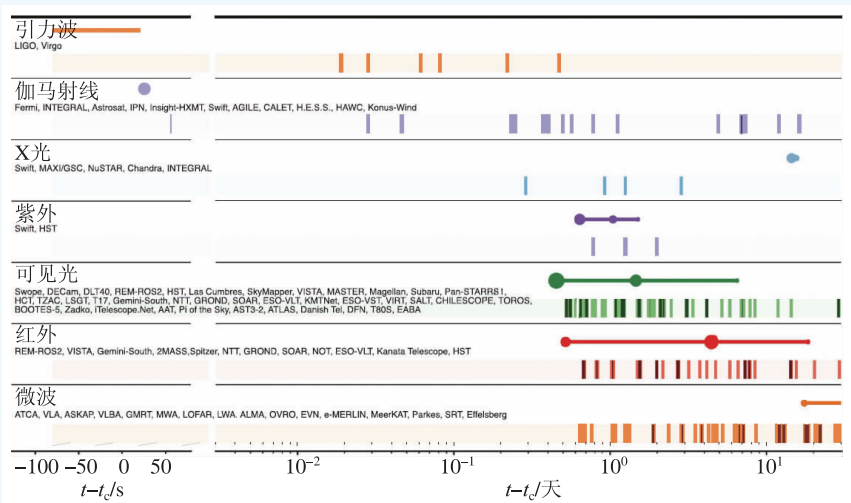 引力波
LIGO, Virgo
伽马射线
Fermi, INTEGRAL, Astrosat, IPN, Insight-HXMT, Swift, AGILE, CALET, H.E.S.S., HAWC, Konus-Wind
X光
Swift, MAXI/GSC, NuSTAR, Chandra, INTEGRAL
紫外
Swift, HST
可见光
Swope, DECam, DLT40, REM-ROS2, HST, Las Cumbres, SkyMapper, VISTA, MASTER, Magellan, Subaru, Pan-STARRS1,
HCT, TZAC, LSGT, T17, Gemini-South, NTT, GROND, SOAR, ESO-VLT, KMTNet, ESO-VST, VIRT, SALT, CHILESCOPE, TOROS,
BOOTES-5, Zadko, iTelescope.Net, AAT, Pi of the Sky, AST3-2, ATLAS, Danish Tel, DFN, T80S, EABA
红外
REM-ROS2, VISTA, Gemini-South, 2MASS,Spitzer, NTT, GROND, SOAR, NOT, ESO-VLT, Kanata Telescope, HST
微波
ATCA, VLA, ASKAP, VLBA, GMRT, MWA, LOFAR, LWA. ALMA, OVRO, EVN, e-MERLIN, MeerKAT, Parkes, SRT, Effelsberg
−100 −50 0 50 10⁻² 10⁻¹ 10⁰ 10¹
t−t_c/s t−t_c/天